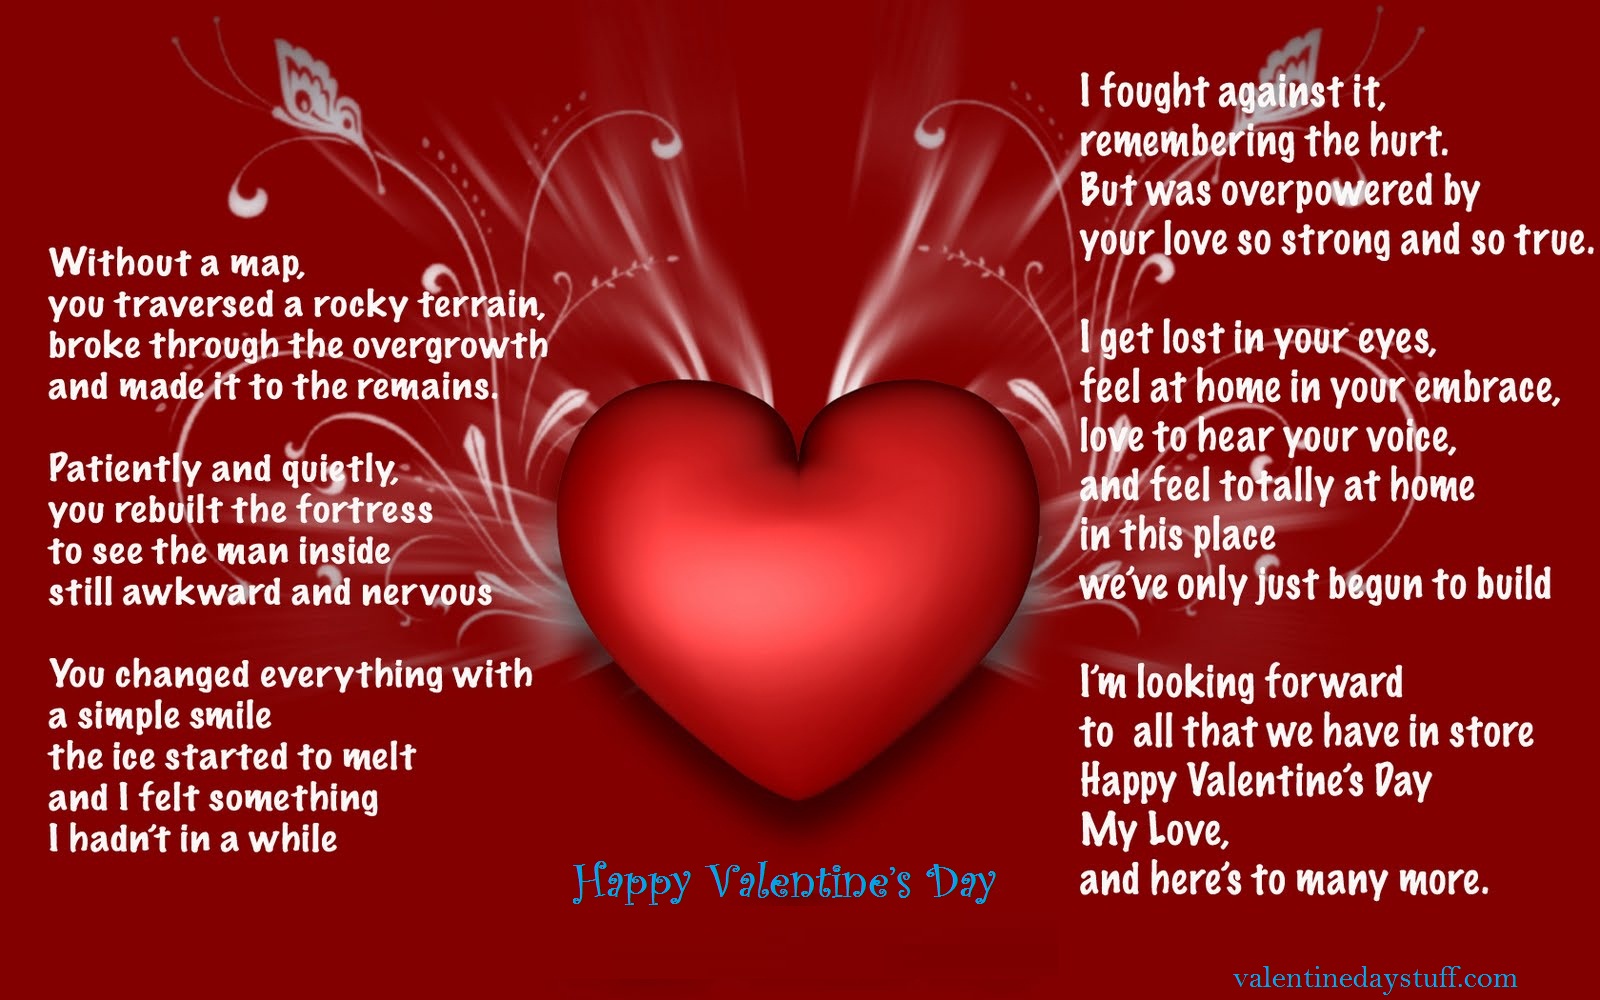 Without a map,
you traversed a rocky terrain,
broke through the overgrowth
and made it to the remains.
Patiently and quietly,
you rebuilt the fortress
to see the man inside
still awkward and nervous
You changed everything with
a simple smile
the ice started to melt
and I felt something
I hadn't in a while
I fought against it,
remembering the hurt.
But was overpowered by
your love so strong and so true.
I get lost in your eyes,
feel at home in your embrace,
love to hear your voice,
and feel totally at home
in this place
we've only just begun to build
I'm looking forward
to all that we have in store
Happy Valentine's Day
My Love,
and here's to many more.
Happy Valentine's Day
valentinedaystuff.com